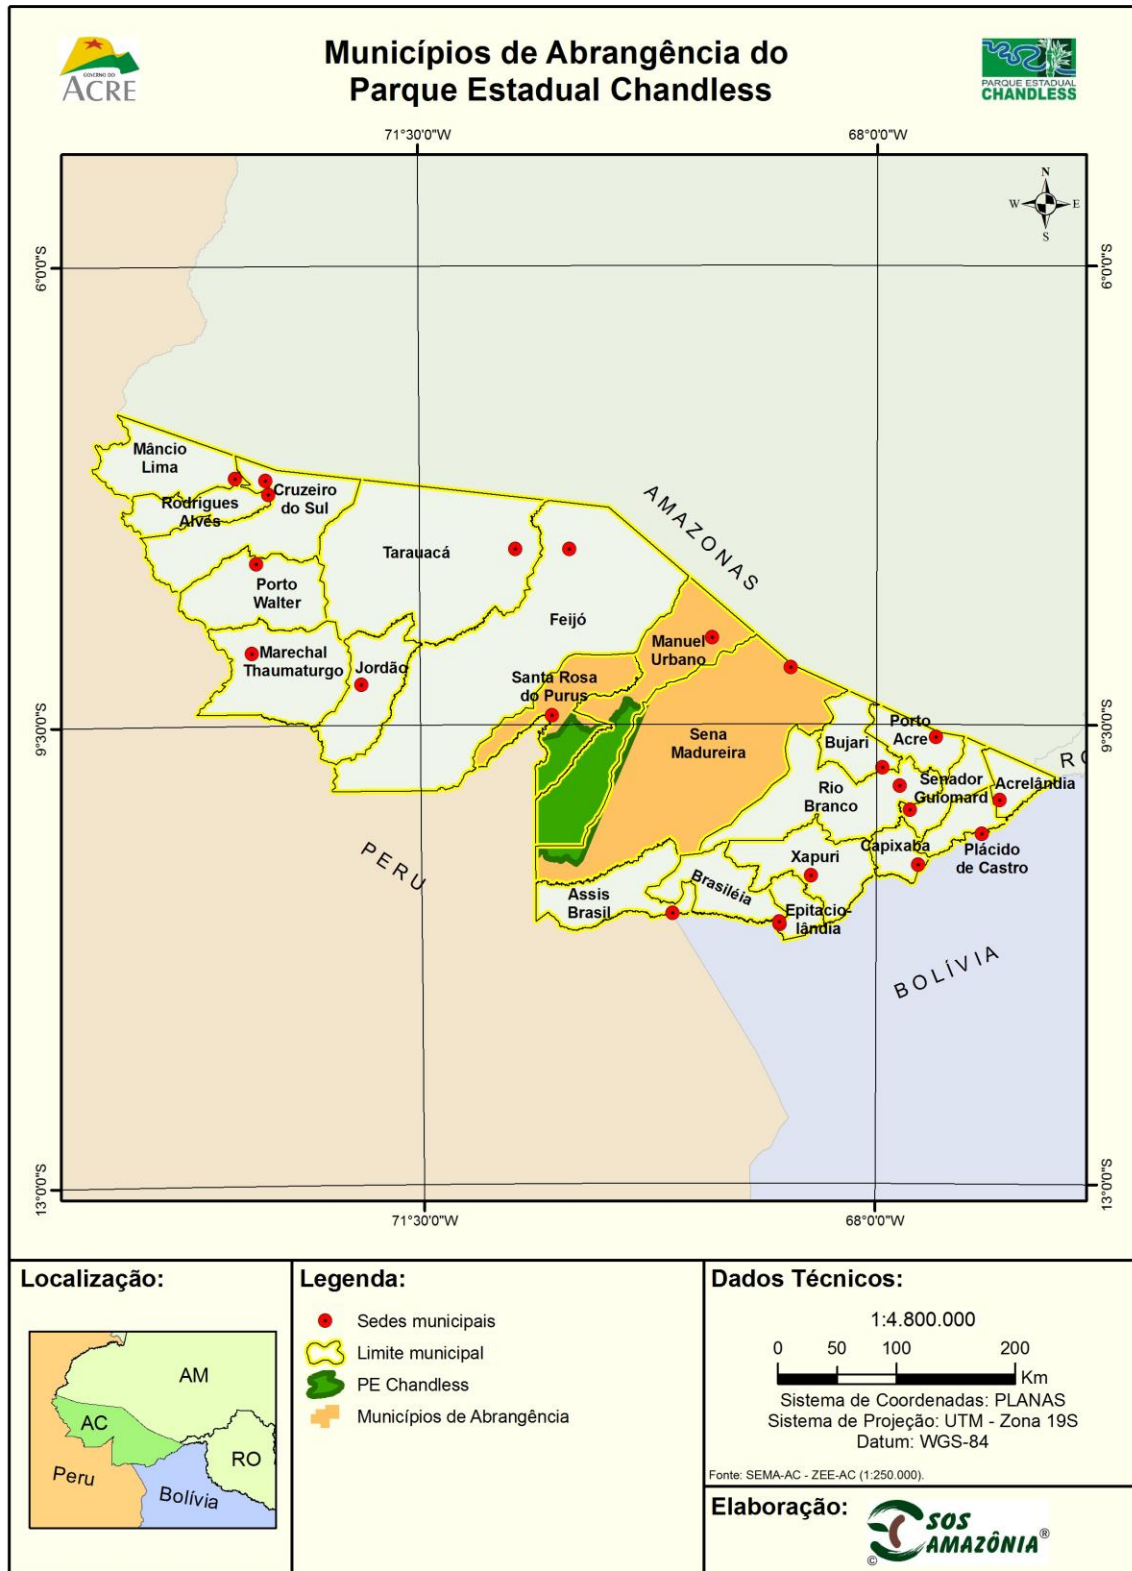 GOVERNO DO
ACRE
Municípios de Abrangência do
Parque Estadual Chandless
PARQUE ESTADUAL
CHANDLESS
71°30'0"W
68°0'0"W
N
W
E
S
6°0'0"S
6°0'0"S
Mâncio
Lima
Cruzeiro
do Sul
Rodrigues
Alves
AMAZONAS
Tarauacá
Porto
Walter
Feijó
Manuel
Urbano
Marechal
Thaumaturgo
Jordão
Santa Rosa
do Purus
9°30'0"S
9°30'0"S
Sena
Madureira
Bujari
Porto
Acre
RO
Rio
Branco
Senador
Guiomard
Acrelândia
PERU
Xapuri
Capixaba
Plácido
de Castro
Assis
Brasil
Brasiléia
Epitacio-
lândia
BOLÍVIA
13°0'0"S
13°0'0"S
71°30'0"W
68°0'0"W
Localização:
AM
AC
RO
Peru
Bolívia
Legenda:
Sedes municipais
Limite municipal
PE Chandless
Municípios de Abrangência
Dados Técnicos:
1:4.800.000
0 50 100 200
Km
Sistema de Coordenadas: PLANAS
Sistema de Projeção: UTM - Zona 19S
Datum: WGS-84
Fonte: SEMA-AC - ZEE-AC (1:250.000).
Elaboração:
SOS
AMAZÔNIA®
©